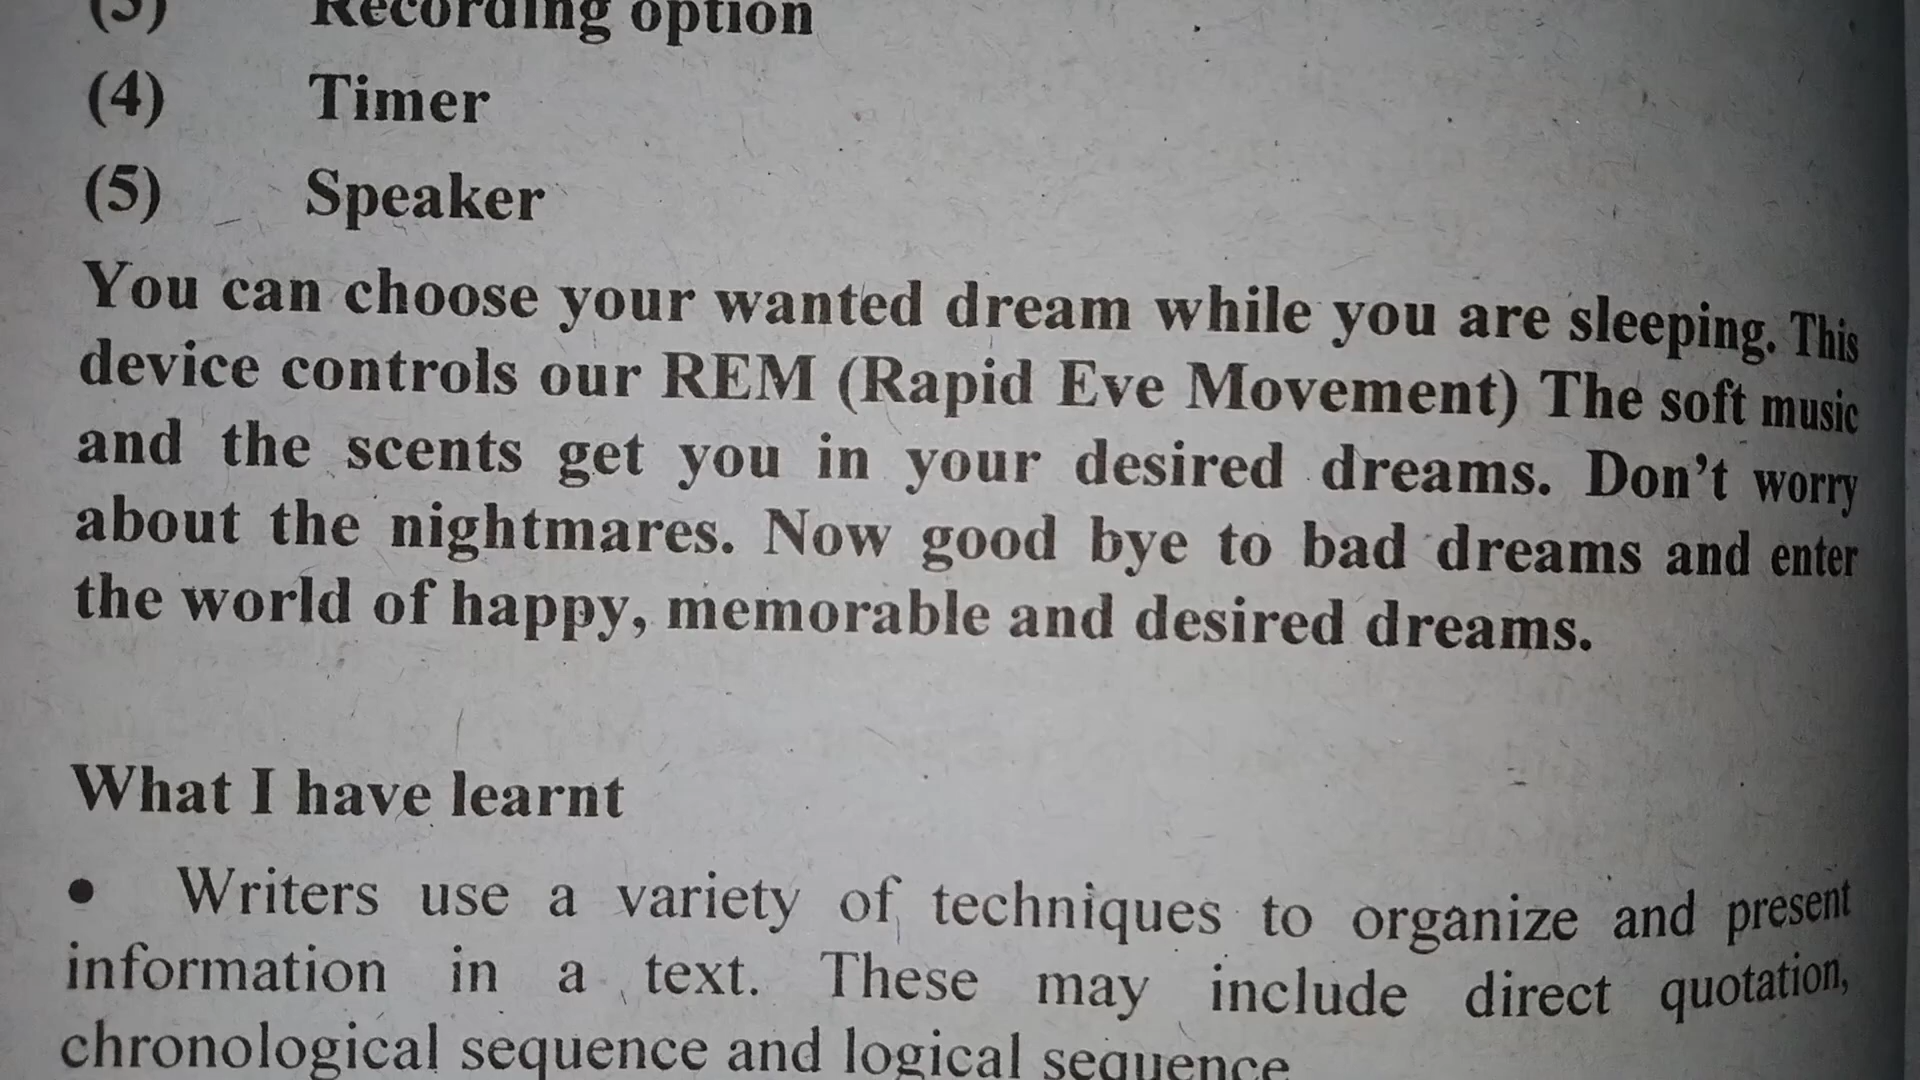 (3) Recording option
(4) Timer
(5) Speaker
You can choose your wanted dream while you are sleeping. This
device controls our REM (Rapid Eve Movement) The soft music
and the scents get you in your desired dreams. Don't worry
about the nightmares. Now good bye to bad dreams and enter
the world of happy, memorable and desired dreams.
What I have learnt
• Writers use a variety of techniques to organize and present
information in a text. These may include direct quotation,
chronological sequence and logical sequence